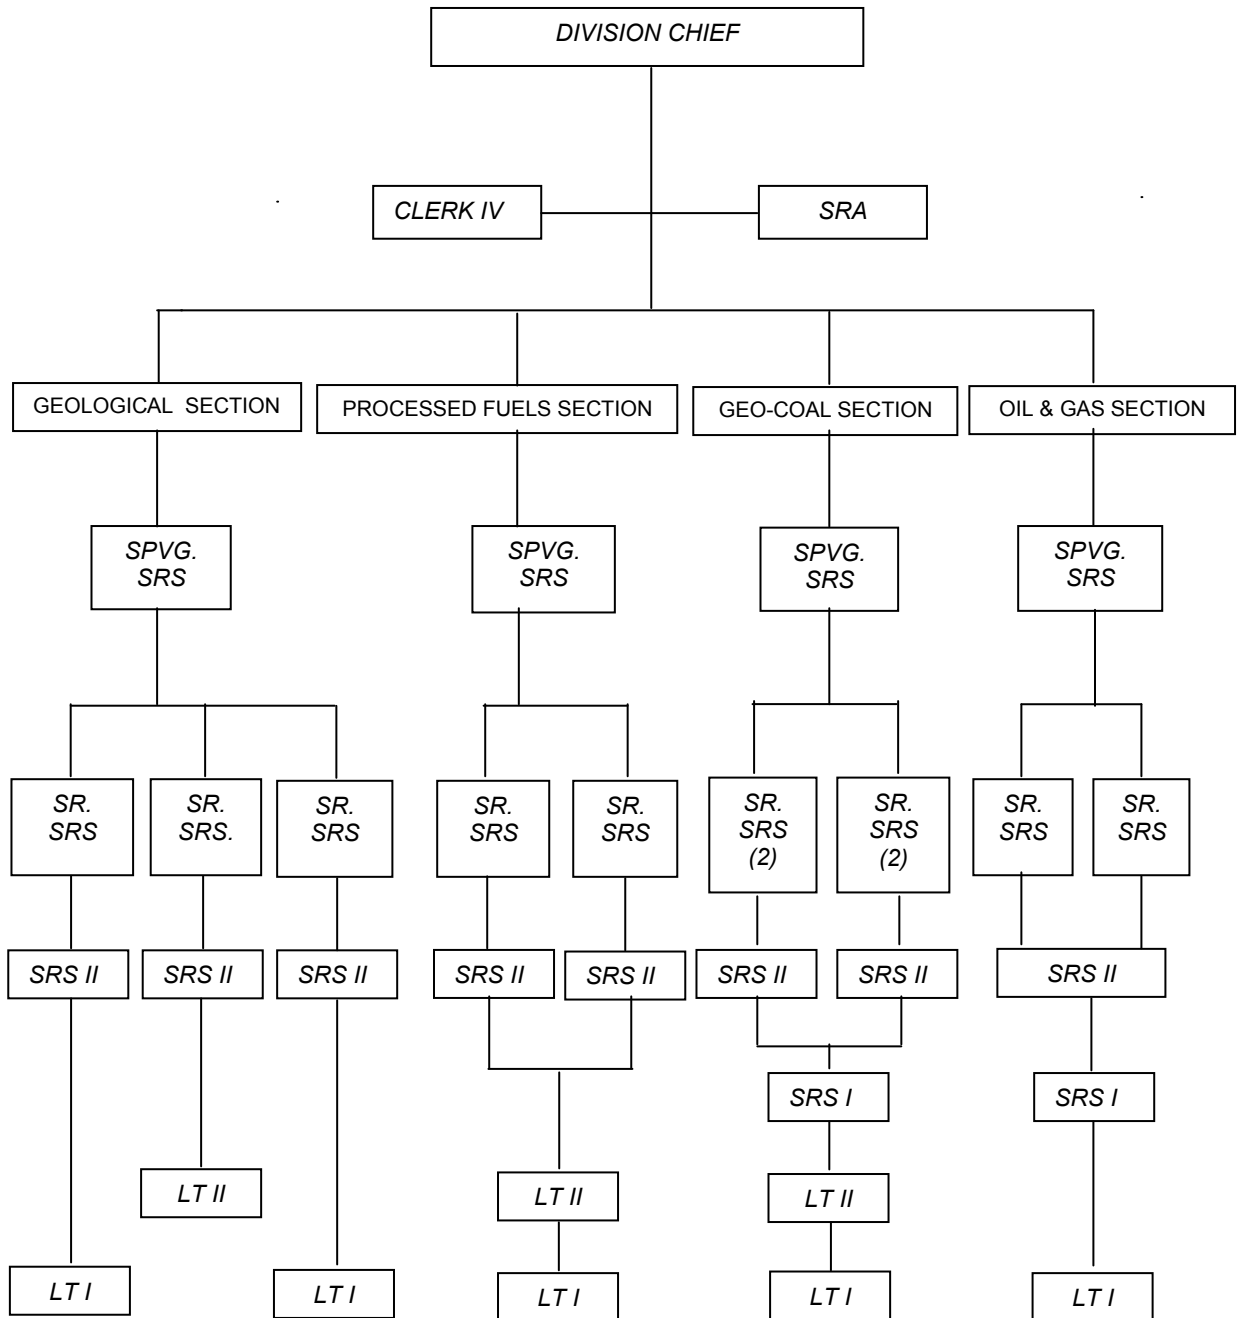 DIVISION CHIEF
CLERK IV
SRA
GEOLOGICAL SECTION
PROCESSED FUELS SECTION
GEO-COAL SECTION
OIL & GAS SECTION
SPVG.
SRS
SPVG.
SRS
SPVG.
SRS
SPVG.
SRS
SR.
SRS
SR.
SRS.
SR.
SRS
SR.
SRS
SR.
SRS
SR.
SRS
(2)
SR.
SRS
(2)
SR.
SRS
SR.
SRS
SRS II
SRS II
SRS II
SRS II
SRS II
SRS II
SRS II
SRS II
SRS I
SRS I
LT II
LT II
LT II
LT I
LT I
LT I
LT I
LT I